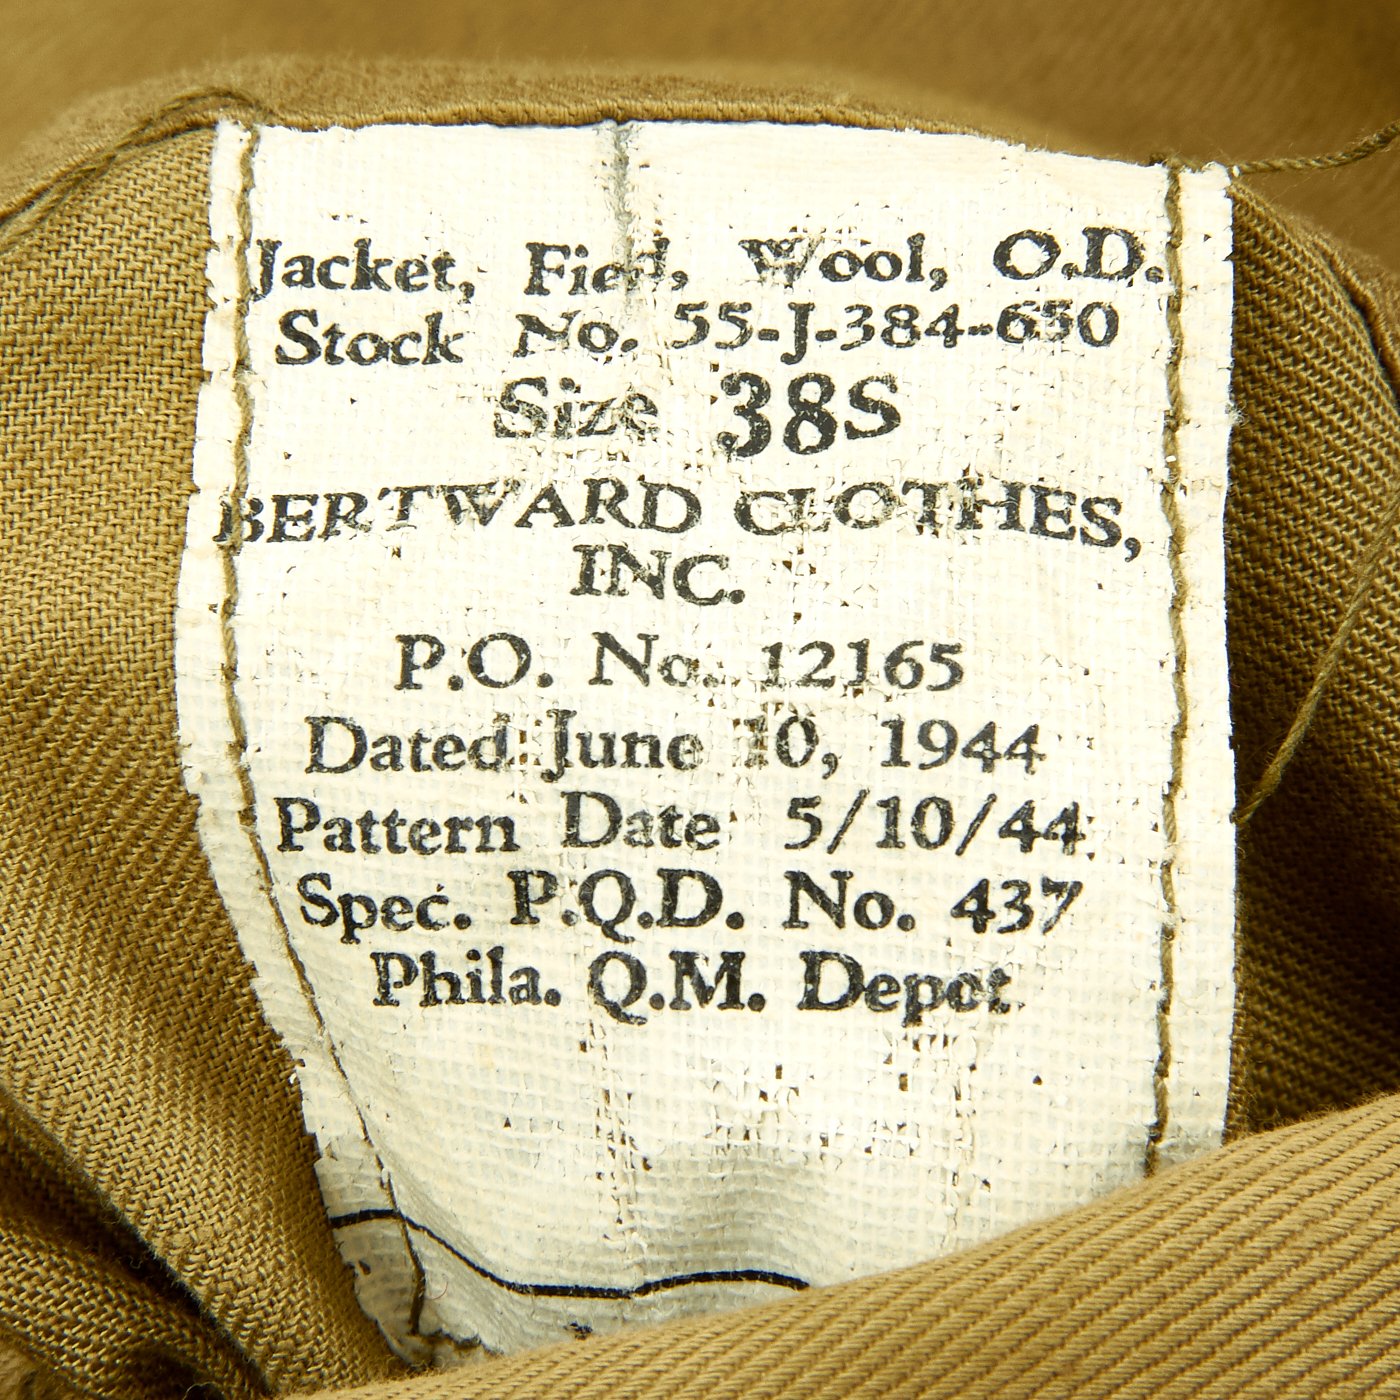 Jacket, Field, Wool, O.D.
Stock No. 55-J-384-650
Size 38S
BERTWARD CLOTHES,
INC.
P.O. No. 12165
Dated June 10, 1944
Pattern Date 5/10/44
Spec. P.Q.D. No. 437
Phila. Q.M. Depot